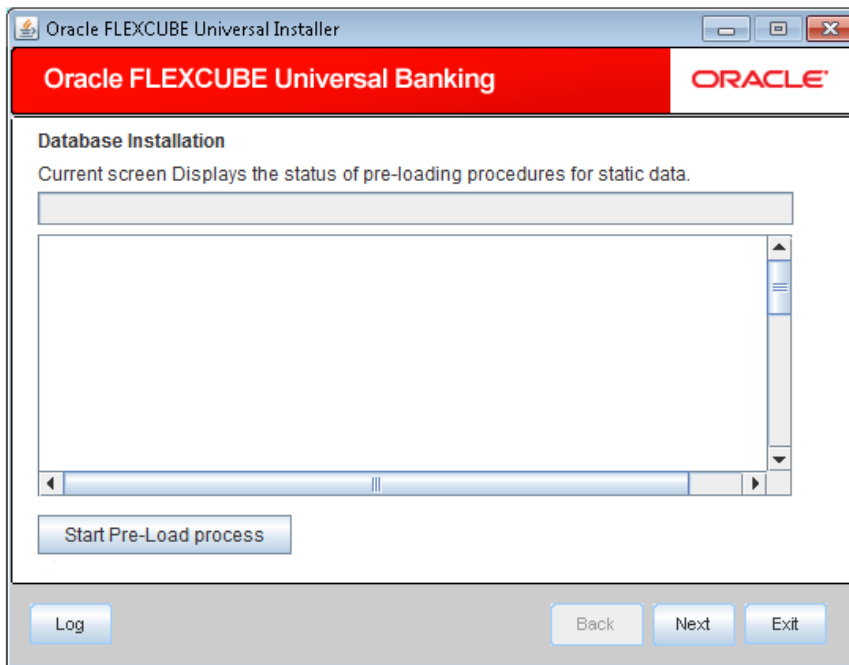 Oracle FLEXCUBE Universal Installer
Oracle FLEXCUBE Universal Banking
ORACLE
Database Installation
Current screen Displays the status of pre-loading procedures for static data.
Start Pre-Load process
Log
Back
Next
Exit